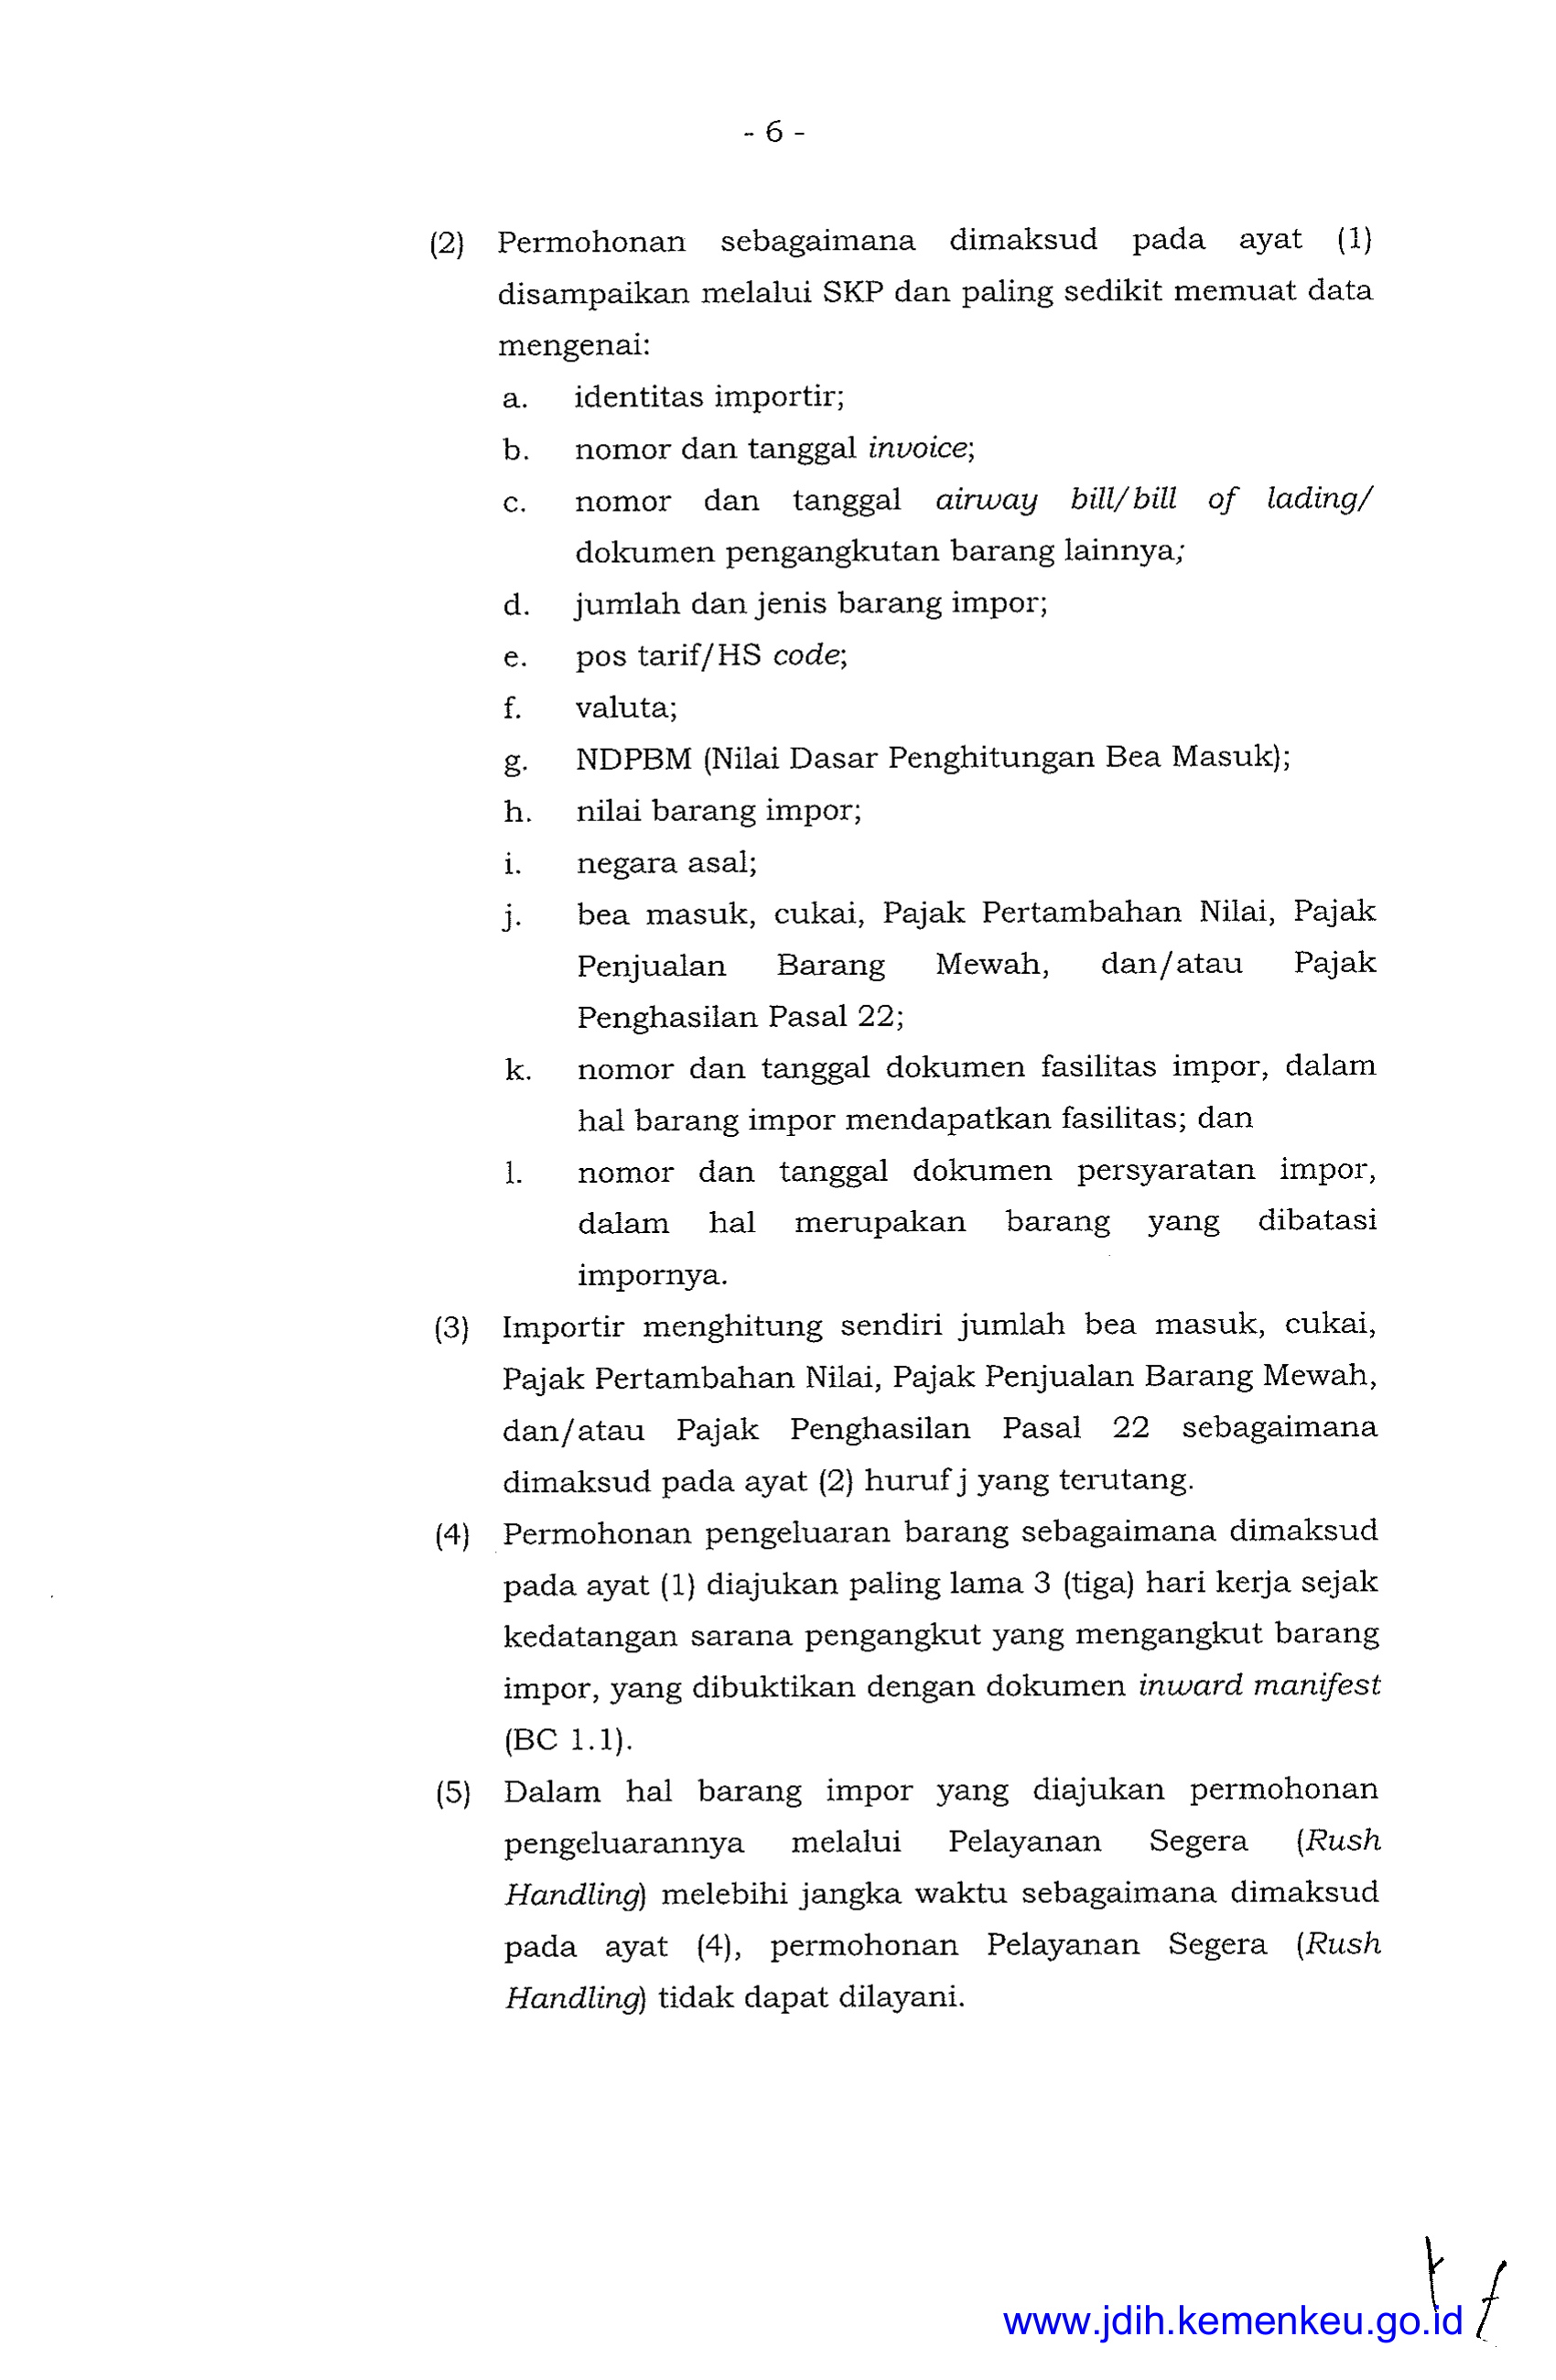 - 6 -
(2) Permohonan sebagaimana dimaksud pada ayat (1)
disampaikan melalui SKP dan paling sedikit memuat data
mengenai:
a. identitas importir;
b. nomor dan tanggal invoice;
c. nomor dan tanggal airway bill/bill of lading/
dokumen pengangkutan barang lainnya;
d. jumlah dan jenis barang impor;
e. pos tarif/HS code;
f. valuta;
g. NDPBM (Nilai Dasar Penghitungan Bea Masuk);
h. nilai barang impor;
i. negara asal;
j. bea masuk, cukai, Pajak Pertambahan Nilai, Pajak
Penjualan Barang Mewah, dan/atau Pajak
Penghasilan Pasal 22;
k. nomor dan tanggal dokumen fasilitas impor, dalam
hal barang impor mendapatkan fasilitas; dan
l. nomor dan tanggal dokumen persyaratan impor,
dalam hal merupakan barang yang dibatasi
impornya.
(3) Importir menghitung sendiri jumlah bea masuk, cukai,
Pajak Pertambahan Nilai, Pajak Penjualan Barang Mewah,
dan/atau Pajak Penghasilan Pasal 22 sebagaimana
dimaksud pada ayat (2) huruf j yang terutang.
(4) Permohonan pengeluaran barang sebagaimana dimaksud
pada ayat (1) diajukan paling lama 3 (tiga) hari kerja sejak
kedatangan sarana pengangkut yang mengangkut barang
impor, yang dibuktikan dengan dokumen inward manifest
(BC 1.1).
(5) Dalam hal barang impor yang diajukan permohonan
pengeluarannya melalui Pelayanan Segera (Rush
Handling) melebihi jangka waktu sebagaimana dimaksud
pada ayat (4), permohonan Pelayanan Segera (Rush
Handling) tidak dapat dilayani.
www.jdih.kemenkeu.go.id